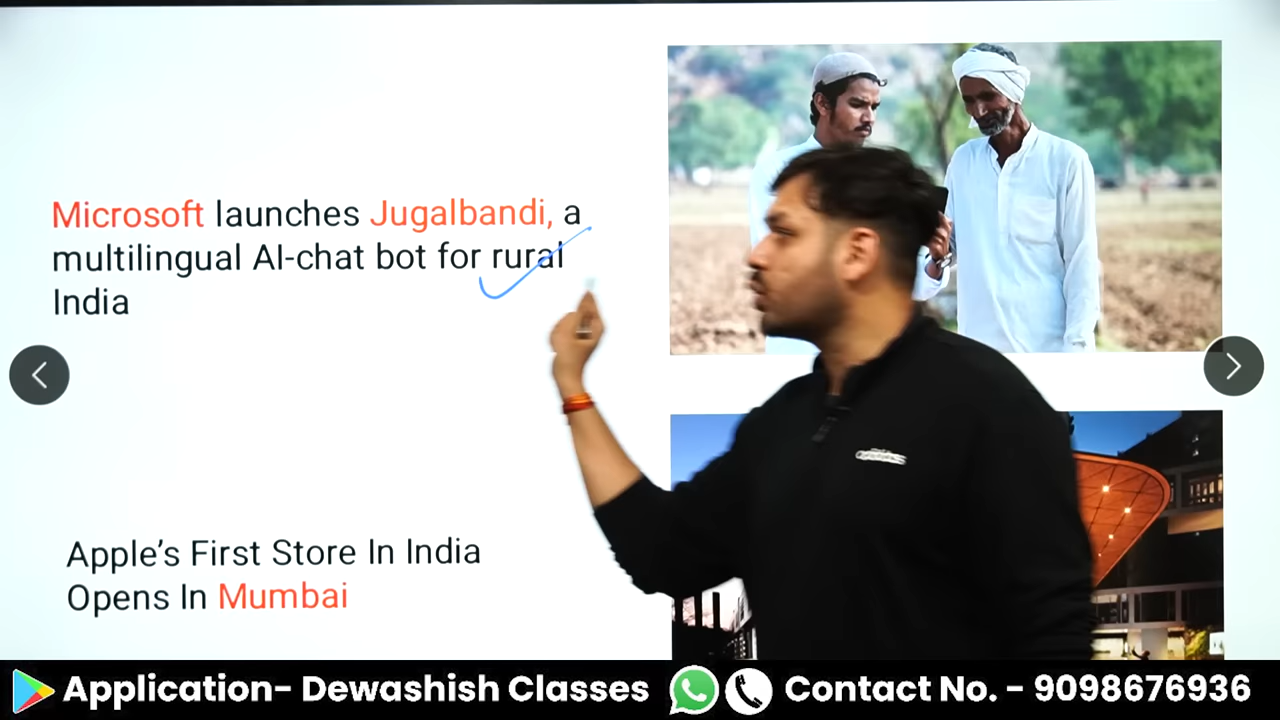 Microsoft launches Jugalbandi, a
multilingual AI-chat bot for rural
India
Apple's First Store In India
Opens In Mumbai
Application- Dewashish Classes
Contact No. - 9098676936